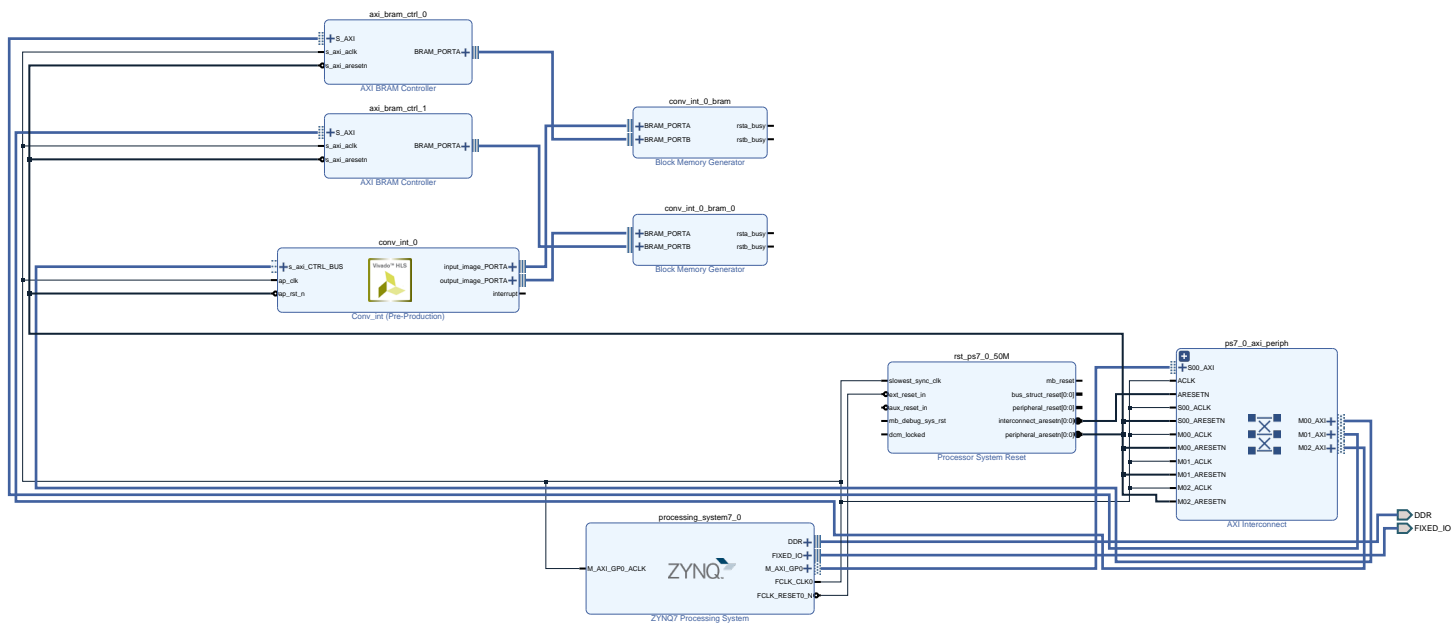 axi_bram_ctrl_0
S_AXI
s_axi_aclk
s_axi_aresetn
BRAM_PORTA
AXI BRAM Controller
axi_bram_ctrl_1
S_AXI
s_axi_aclk
s_axi_aresetn
BRAM_PORTA
AXI BRAM Controller
conv_int_0_bram
BRAM_PORTA
BRAM_PORTB
rsta_busy
rstb_busy
Block Memory Generator
conv_int_0_bram_0
BRAM_PORTA
BRAM_PORTB
rsta_busy
rstb_busy
Block Memory Generator
conv_int_0
s_axi_CTRL_BUS
ap_clk
ap_rst_n
Vivado™ HLS
input_image_PORTA
output_image_PORTA
interrupt
Conv_int (Pre-Production)
rst_ps7_0_50M
slowest_sync_clk
ext_reset_in
aux_reset_in
mb_debug_sys_rst
dcm_locked
mb_reset
bus_struct_reset[0:0]
peripheral_reset[0:0]
interconnect_aresetn[0:0]
peripheral_aresetn[0:0]
Processor System Reset
ps7_0_axi_periph
S00_AXI
ACLK
ARESETN
S00_ACLK
S00_ARESETN
M00_ACLK
M00_ARESETN
M01_ACLK
M01_ARESETN
M02_ACLK
M02_ARESETN
M00_AXI
M01_AXI
M02_AXI
AXI Interconnect
processing_system7_0
M_AXI_GP0_ACLK
ZYNQ
DDR
FIXED_IO
M_AXI_GP0
FCLK_CLK0
FCLK_RESET0_N
ZYNQ7 Processing System
DDR
FIXED_IO